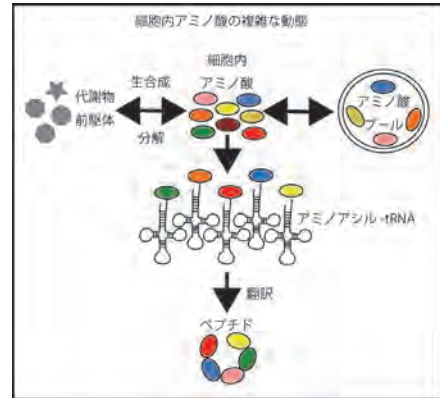 細胞内アミノ酸の複雑な動態
細胞内
アミノ酸
生合成
分解
代謝物
前駆体
アミノ酸
プール
アミノアシル-tRNA
翻訳
ペプチド